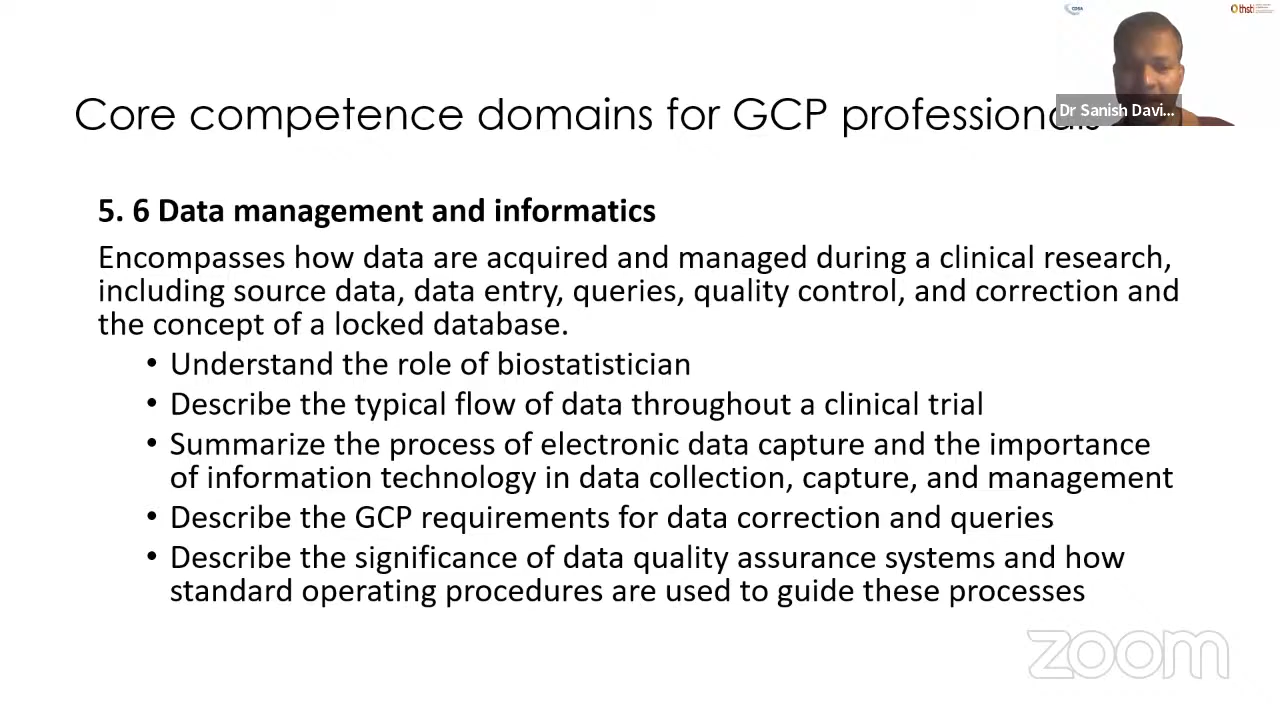 thsti
Core competence domains for GCP professionals
Dr Sanish Davi...
5. 6 Data management and informatics
Encompasses how data are acquired and managed during a clinical research,
including source data, data entry, queries, quality control, and correction and
the concept of a locked database.
• Understand the role of biostatistician
• Describe the typical flow of data throughout a clinical trial
• Summarize the process of electronic data capture and the importance
of information technology in data collection, capture, and management
• Describe the GCP requirements for data correction and queries
• Describe the significance of data quality assurance systems and how
standard operating procedures are used to guide these processes
zoom